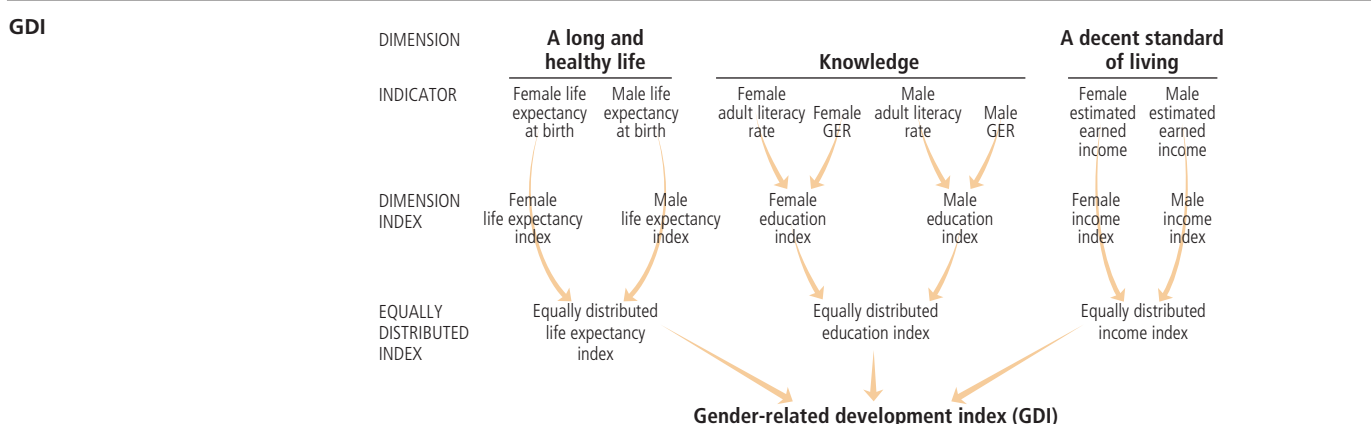 GDI
DIMENSION
A long and
healthy life
Knowledge
A decent standard
of living
INDICATOR
Female life
expectancy
at birth
Male life
expectancy
at birth
Female
adult literacy
rate
Female
GER
Male
adult literacy
rate
Male
GER
Female
estimated
earned
income
Male
estimated
earned
income
DIMENSION
INDEX
Female
life expectancy
index
Male
life expectancy
index
Female
education
index
Male
education
index
Female
income
index
Male
income
index
EQUALLY
DISTRIBUTED
INDEX
Equally distributed
life expectancy
index
Equally distributed
education index
Equally distributed
income index
Gender-related development index (GDI)